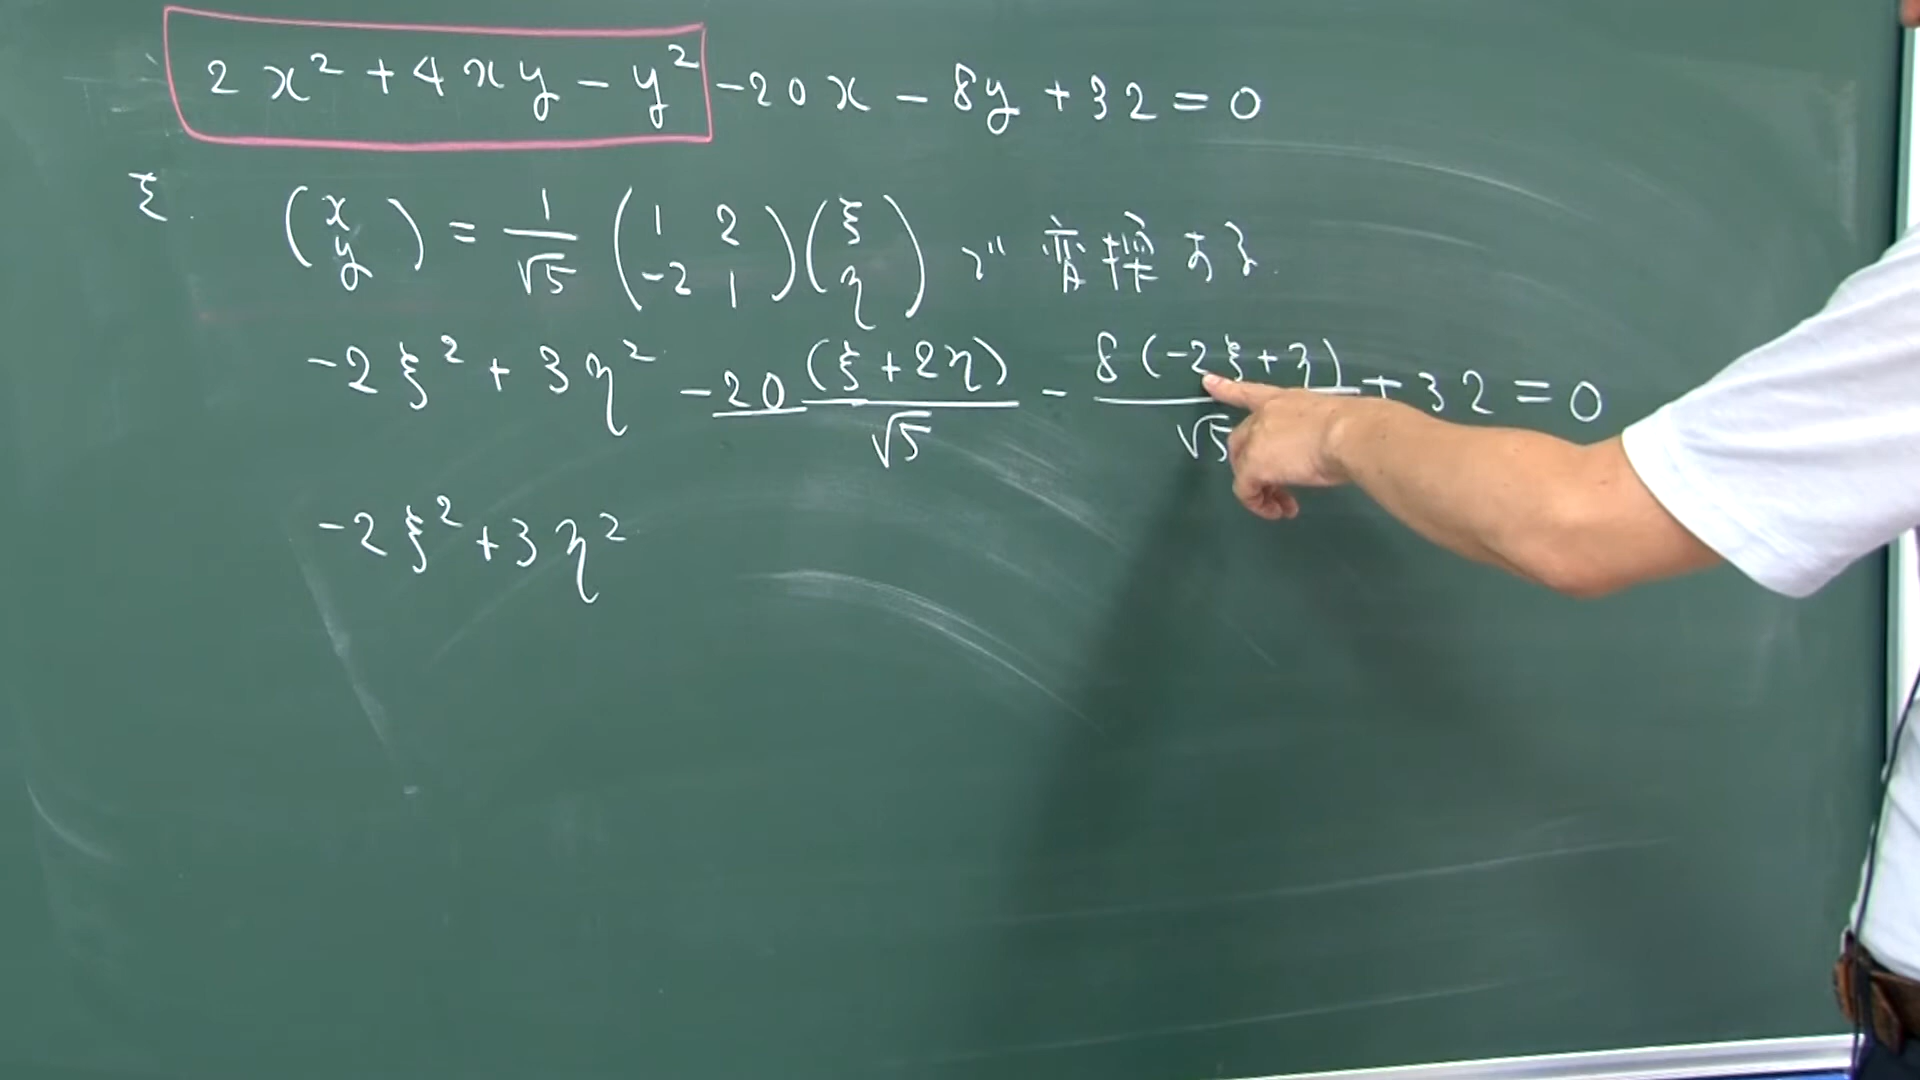 2x² + 4xy − y² − 20x − 8y + 32 = 0
を. (x y) = 1/√5 (1 2 −2 1)(ξ η) で 変換する.
−2ξ² + 3η² − 20(ξ + 2η)/√5 − 8(−2ξ + η)/√5 + 32 = 0
−2ξ² + 3η²